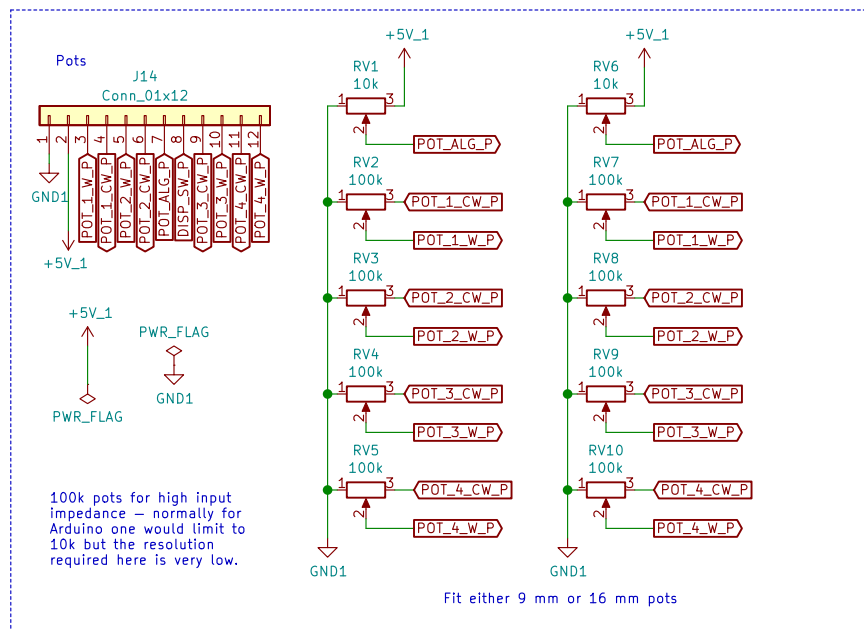 Pots
J14
Conn_01x12
1 2 3 4 5 6 7 8 9 10 11 12
GND1
+5V_1
POT_1_W_P
POT_1_CW_P
POT_2_W_P
POT_2_CW_P
POT_ALG_P
DISP_SW_P
POT_3_CW_P
POT_3_W_P
POT_4_CW_P
POT_4_W_P
+5V_1
PWR_FLAG
PWR_FLAG
GND1
100k pots for high input
impedance – normally for
Arduino one would limit to
10k but the resolution
required here is very low.
+5V_1
RV1
10k
1 3
2
POT_ALG_P
RV2
100k
1 3
POT_1_CW_P
2
POT_1_W_P
RV3
100k
1 3
POT_2_CW_P
2
POT_2_W_P
RV4
100k
1 3
POT_3_CW_P
2
POT_3_W_P
RV5
100k
1 3
POT_4_CW_P
2
POT_4_W_P
GND1
+5V_1
RV6
10k
1 3
2
POT_ALG_P
RV7
100k
1 3
POT_1_CW_P
2
POT_1_W_P
RV8
100k
1 3
POT_2_CW_P
2
POT_2_W_P
RV9
100k
1 3
POT_3_CW_P
2
POT_3_W_P
RV10
100k
1 3
POT_4_CW_P
2
POT_4_W_P
GND1
Fit either 9 mm or 16 mm pots